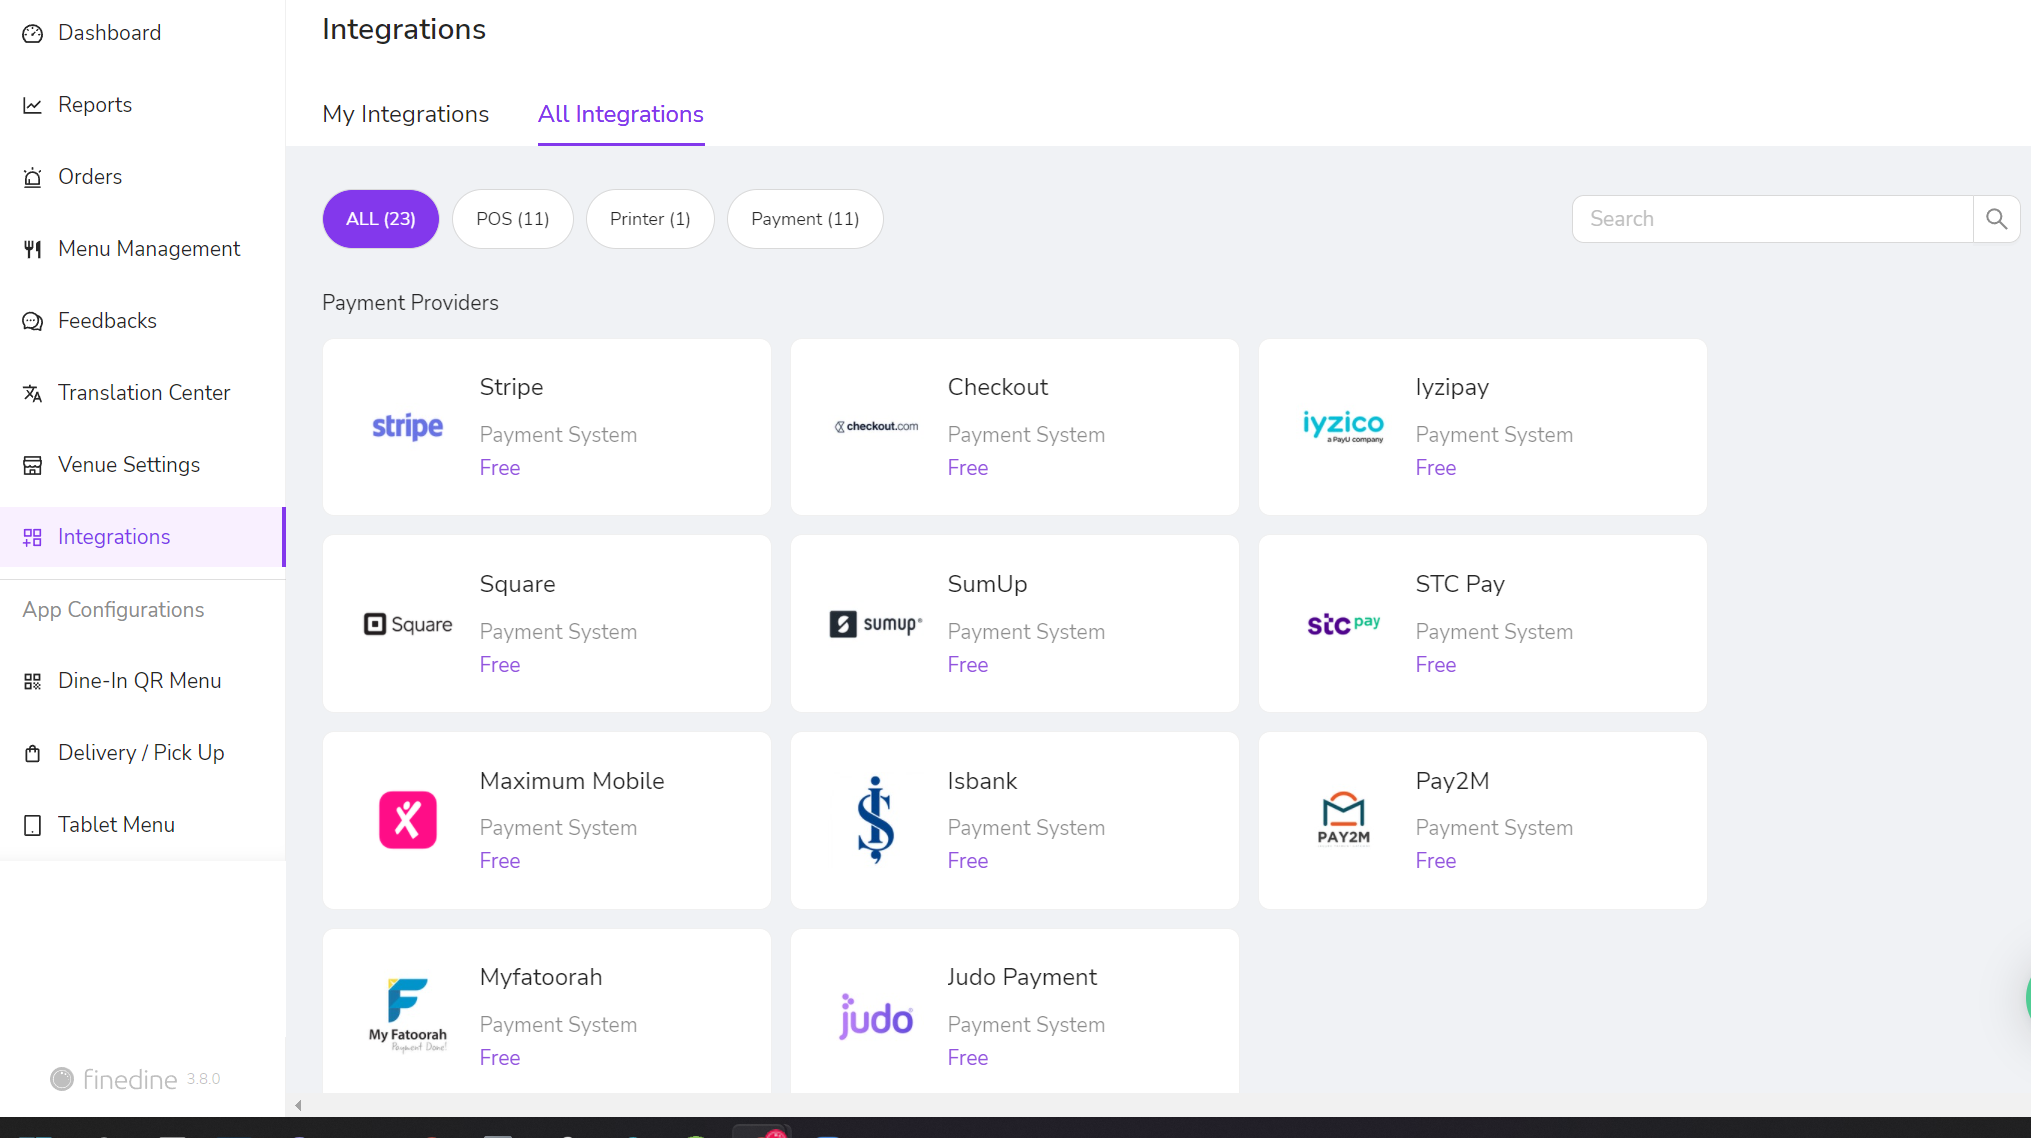 Dashboard
Reports
Orders
Menu Management
Feedbacks
Translation Center
Venue Settings
Integrations
App Configurations
Dine-In QR Menu
Delivery / Pick Up
Tablet Menu
finedine 3.8.0
Integrations
My Integrations All Integrations
ALL (23) POS (11) Printer (1) Payment (11)
Search
Payment Providers
stripe
Stripe
Payment System
Free
checkout.com
Checkout
Payment System
Free
iyzico
a PayU company
Iyzipay
Payment System
Free
Square
Square
Payment System
Free
sumup®
SumUp
Payment System
Free
stc pay
STC Pay
Payment System
Free
Maximum Mobile
Payment System
Free
Isbank
Payment System
Free
PAY2M
Pay2M
Payment System
Free
My Fatoorah
Payment Done!
Myfatoorah
Payment System
Free
judo
Judo Payment
Payment System
Free